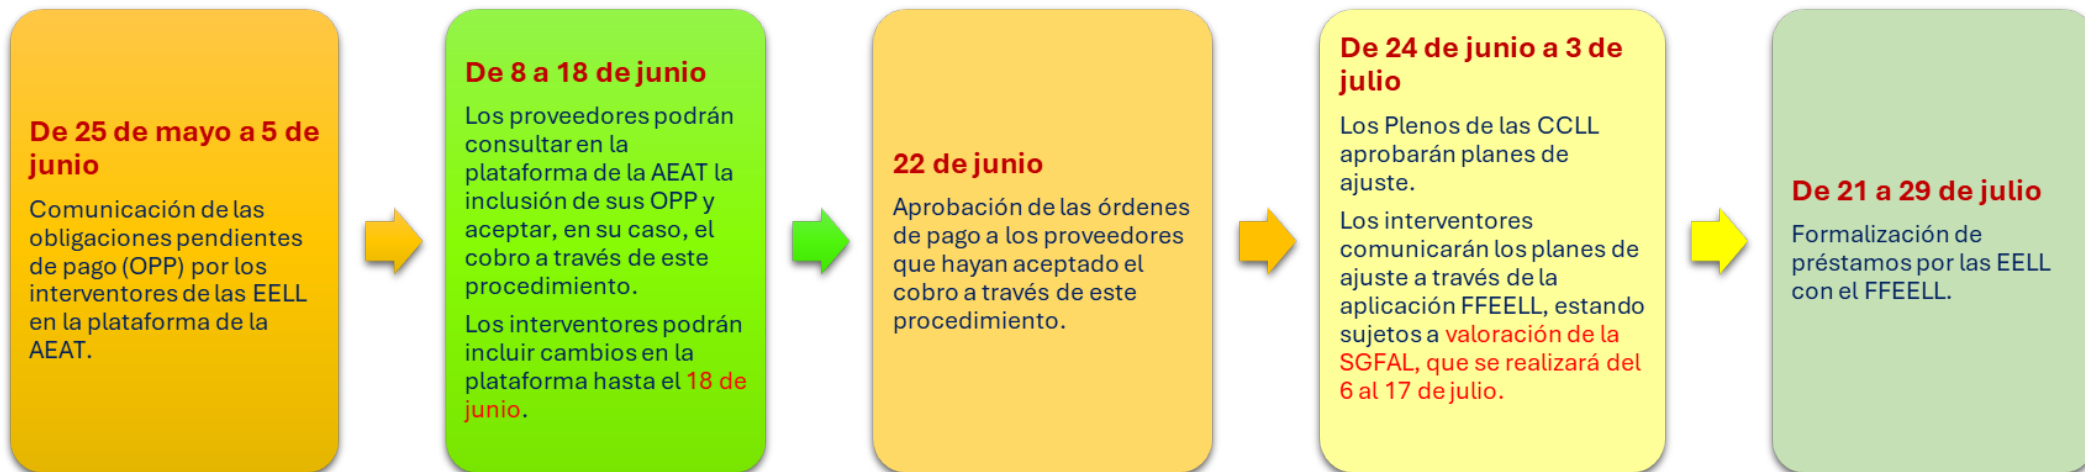 De 25 de mayo a 5 de
junio
Comunicación de las
obligaciones pendientes
de pago (OPP) por los
interventores de las EELL
en la plataforma de la
AEAT.
De 8 a 18 de junio
Los proveedores podrán
consultar en la
plataforma de la AEAT la
inclusión de sus OPP y
aceptar, en su caso, el
cobro a través de este
procedimiento.
Los interventores podrán
incluir cambios en la
plataforma hasta el 18 de
junio.
22 de junio
Aprobación de las órdenes
de pago a los proveedores
que hayan aceptado el
cobro a través de este
procedimiento.
De 24 de junio a 3 de
julio
Los Plenos de las CCLL
aprobarán planes de
ajuste.
Los interventores
comunicarán los planes de
ajuste a través de la
aplicación FFEELL, estando
sujetos a valoración de la
SGFAL, que se realizará del
6 al 17 de julio.
De 21 a 29 de julio
Formalización de
préstamos por las EELL
con el FFEELL.